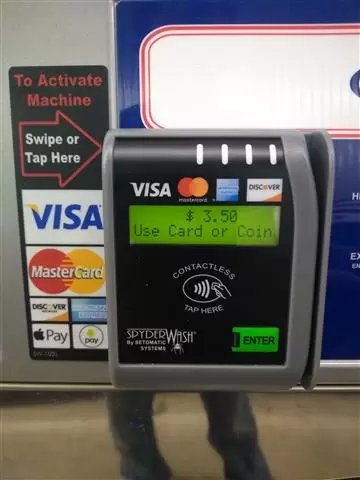 To Activate
Machine
Swipe or
Tap Here
VISA
MasterCard
DISCOVER
Pay
VISA
mastercard
DISCOVER
$ 3.50
Use Card or Coin
CONTACTLESS
TAP HERE
SPYDERWASH
By SETOMATIC
SYSTEMS
ENTER